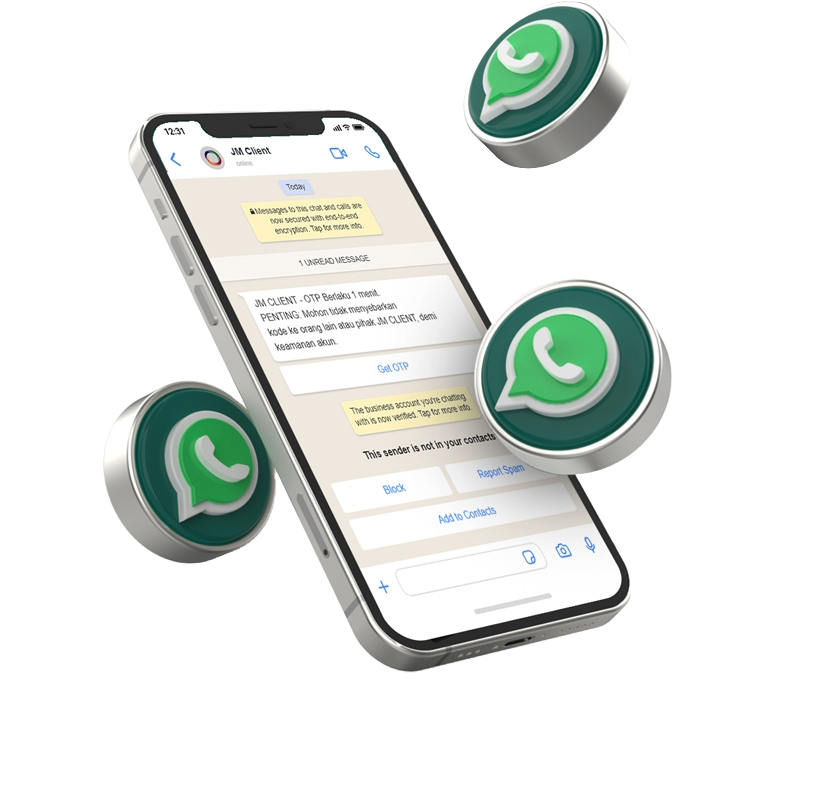 12:31
JM Client
online
Today
Messages to this chat and calls are
now secured with end-to-end
encryption. Tap for more info.
1 UNREAD MESSAGE
JM CLIENT - OTP Berlaku 1 menit.
PENTING: Mohon tidak menyebarkan
kode ke orang lain atau pihak JM CLIENT, demi
keamanan akun.
Get OTP
The business account you're chatting
with is now verified. Tap for more info.
This sender is not in your contacts
Block
Report Spam
Add to Contacts